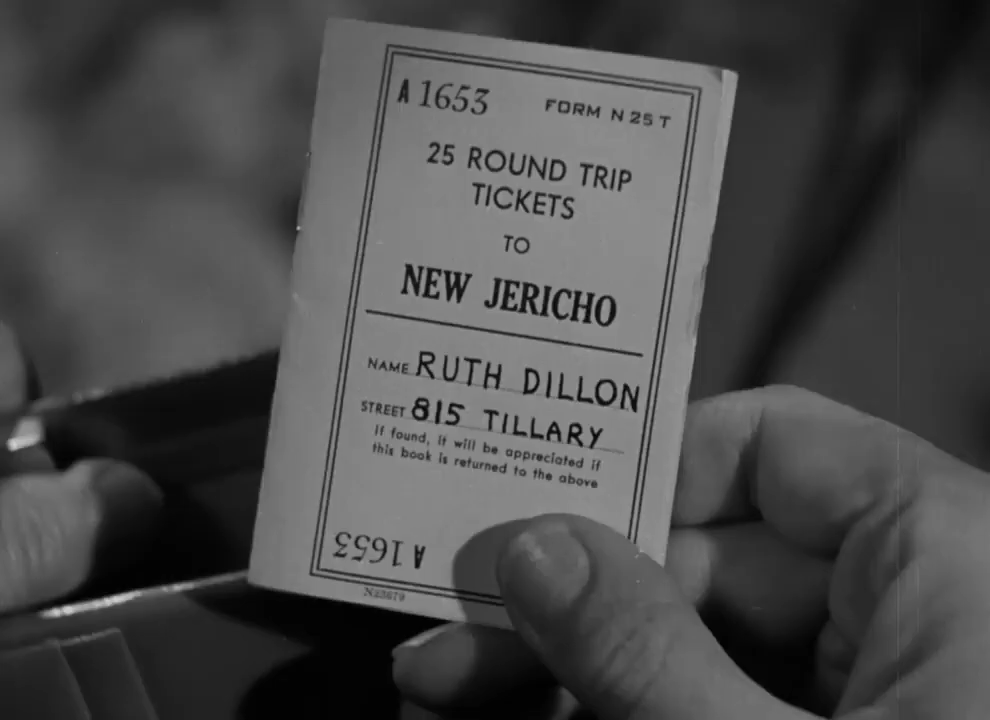 A 1653 FORM N 25 T
25 ROUND TRIP
TICKETS
TO
NEW JERICHO
NAME RUTH DILLON
STREET 815 TILLARY
If found, it will be appreciated if
this book is returned to the above
A 1653
N23679